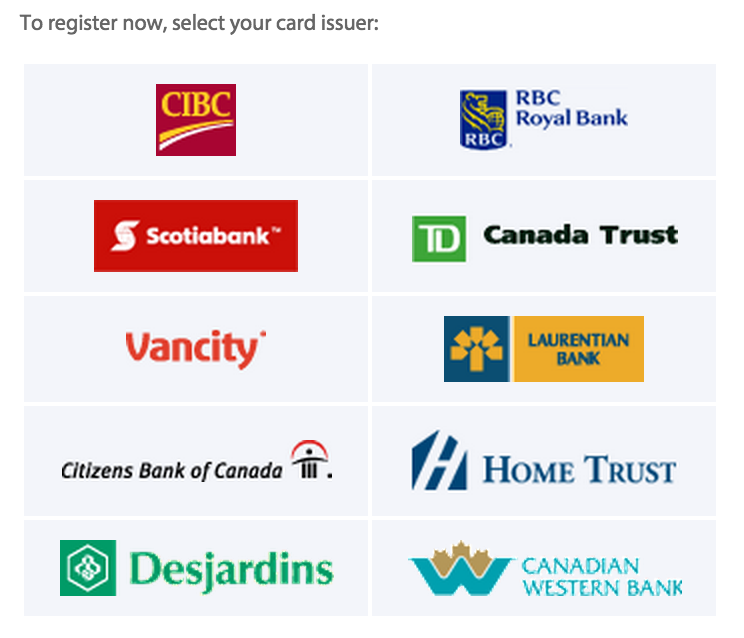 To register now, select your card issuer:
CIBC
RBC
Royal Bank
RBC
Scotiabank™
TD Canada Trust
Vancity
LAURENTIAN
BANK
Citizens Bank of Canada
HOME TRUST
Desjardins
CANADIAN
WESTERN BANK